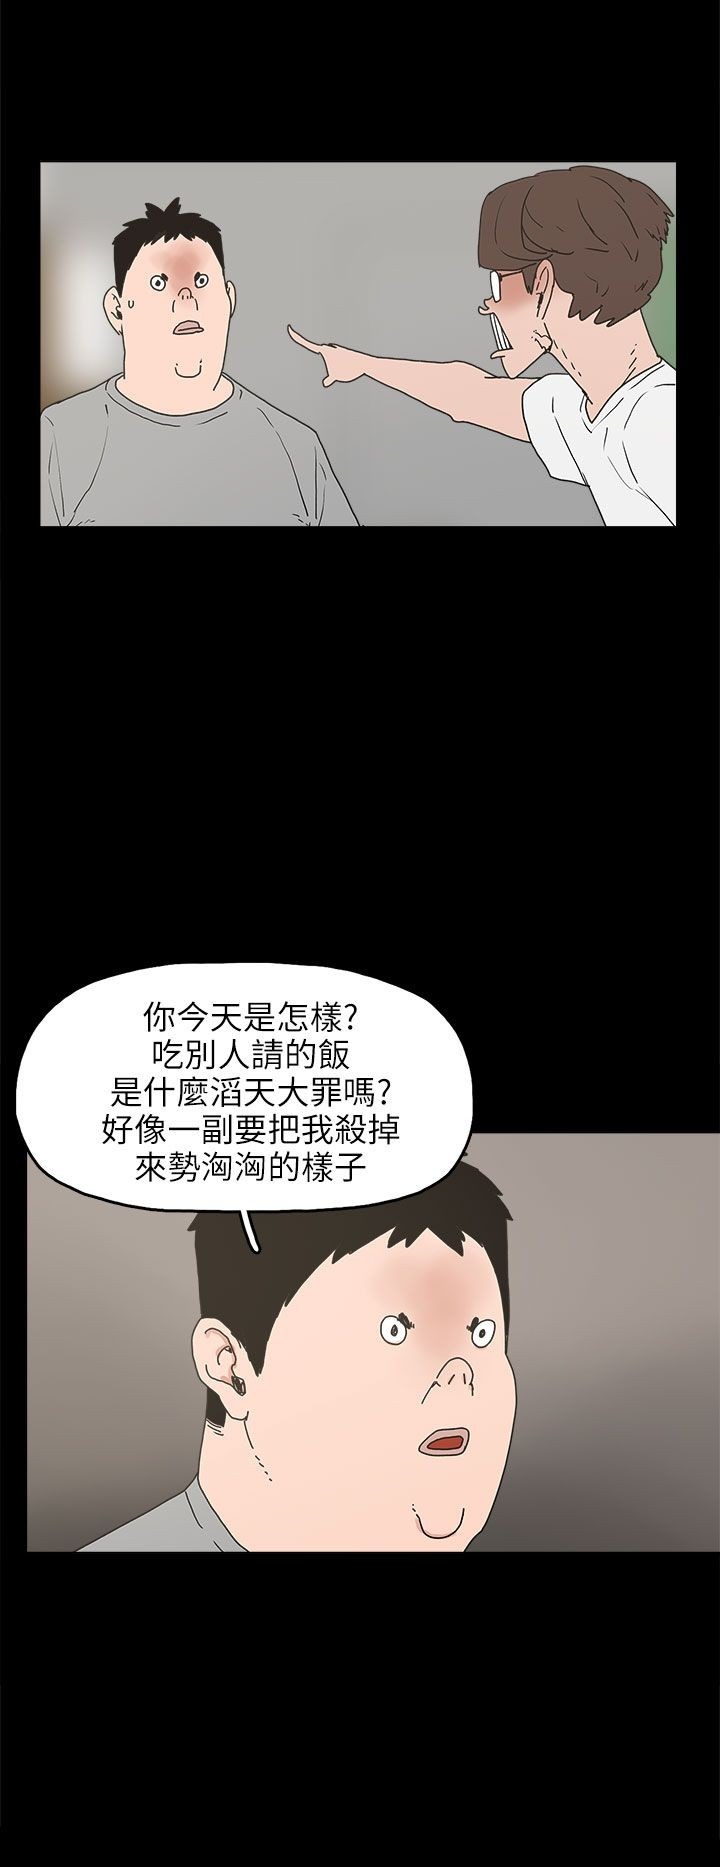 你今天是怎樣?
吃別人請的飯
是什麼滔天大罪嗎?
好像一副要把我殺掉
來勢洶洶的樣子